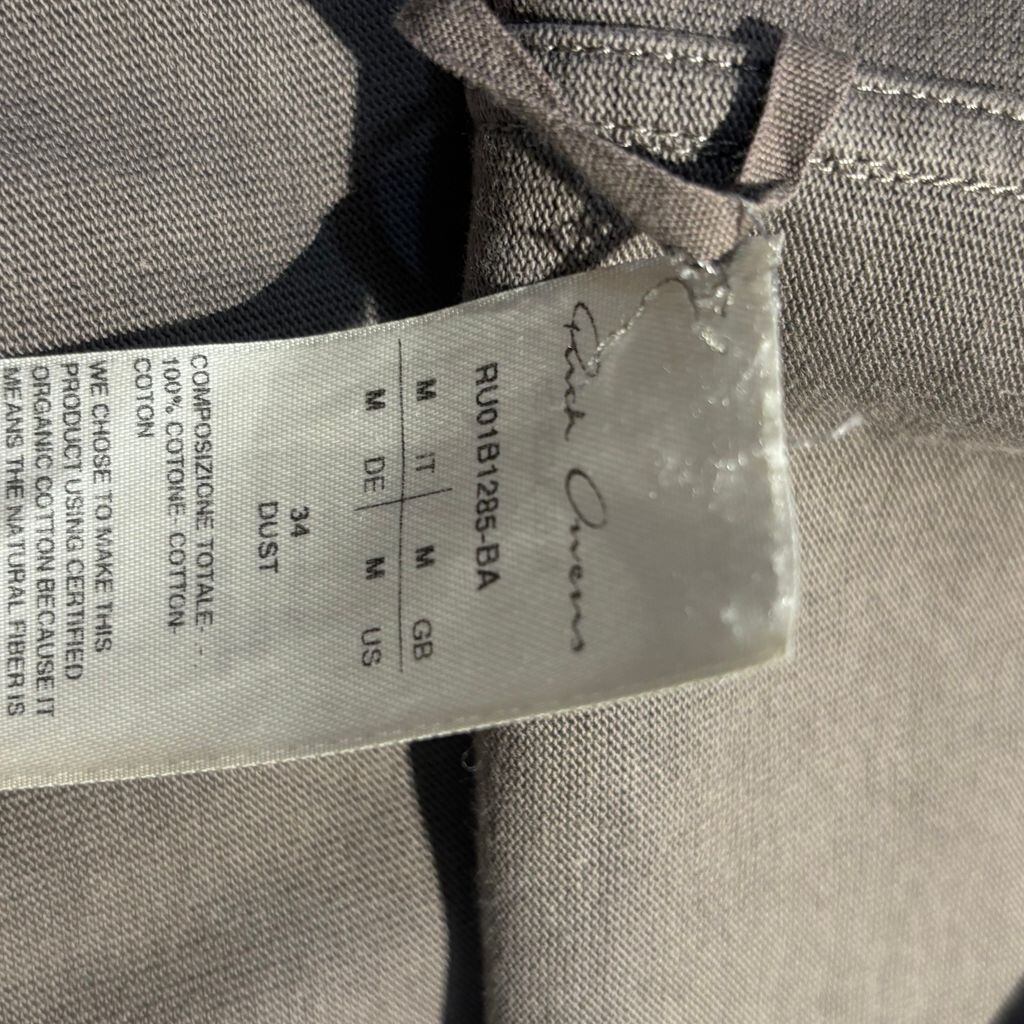 Rick Owens
RU01B1285-BA
M IT M GB
M DE M US
34
DUST
COMPOSIZIONE TOTALE- -
100% COTONE- COTTON-
COTON
WE CHOSE TO MAKE THIS
PRODUCT USING CERTIFIED
ORGANIC COTTON BECAUSE IT
MEANS THE NATURAL FIBER IS